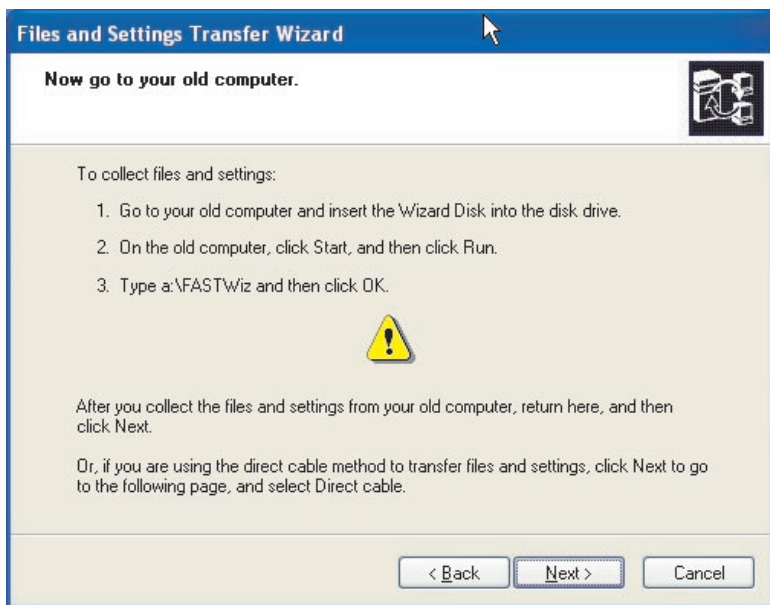 Files and Settings Transfer Wizard
Now go to your old computer.
To collect files and settings:
1. Go to your old computer and insert the Wizard Disk into the disk drive.
2. On the old computer, click Start, and then click Run.
3. Type a:\FASTWiz and then click OK.
After you collect the files and settings from your old computer, return here, and then
click Next.
Or, if you are using the direct cable method to transfer files and settings, click Next to go
to the following page, and select Direct cable.
< Back Next > Cancel